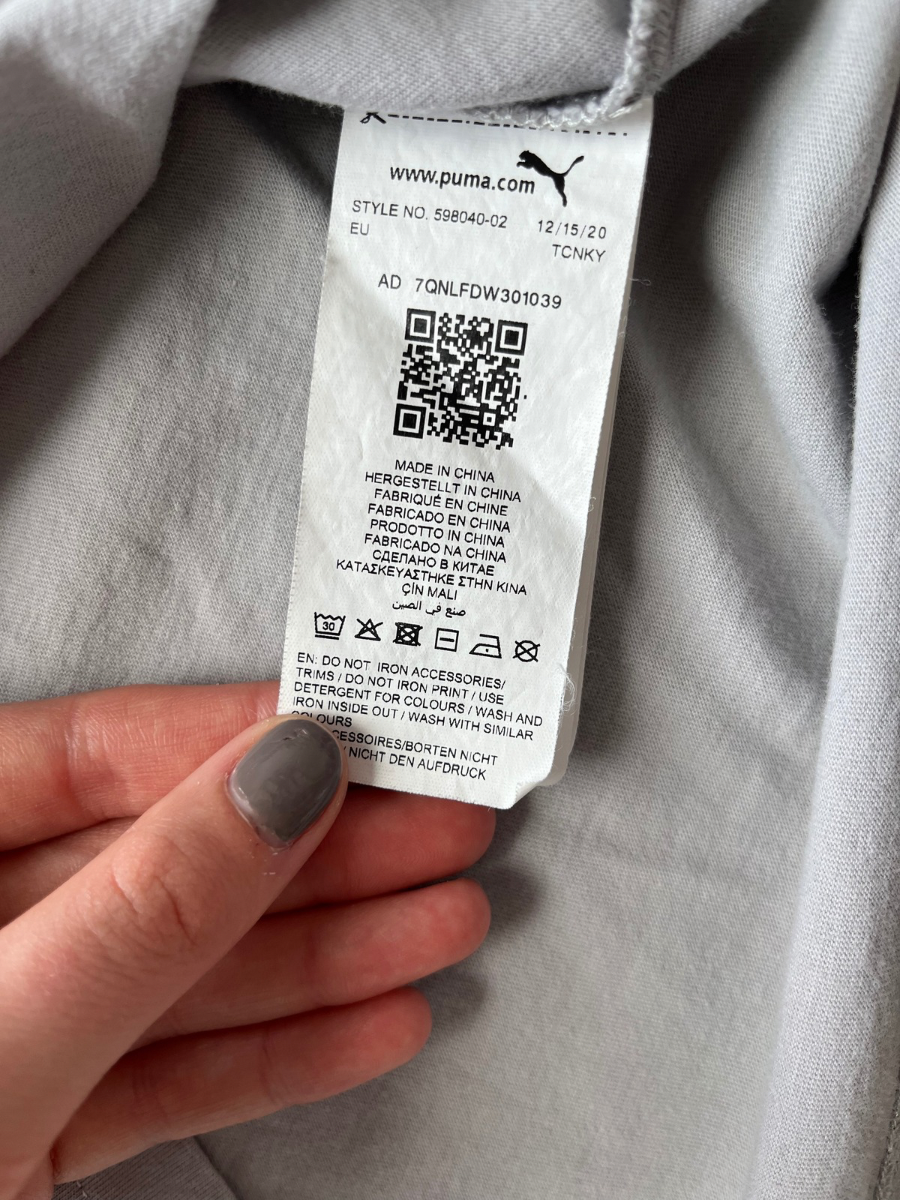 www.puma.com
STYLE NO. 598040-02 12/15/20
EU TCNKY
AD 7QNLFDW301039
MADE IN CHINA
HERGESTELLT IN CHINA
FABRIQUÉ EN CHINE
FABRICADO EN CHINA
PRODOTTO IN CHINA
FABRICADO NA CHINA
СДЕЛАНО В КИТАЕ
ΚΑΤΑΣΚΕΥΑΣΤΗΚΕ ΣΤΗΝ ΚΙΝΑ
ÇİN MALI
صنع في الصين
30
EN: DO NOT IRON ACCESSORIES/
TRIMS / DO NOT IRON PRINT / USE
DETERGENT FOR COLOURS / WASH AND
IRON INSIDE OUT / WASH WITH SIMILAR
COLOURS
CESSOIRES/BORTEN NICHT
/ NICHT DEN AUFDRUCK